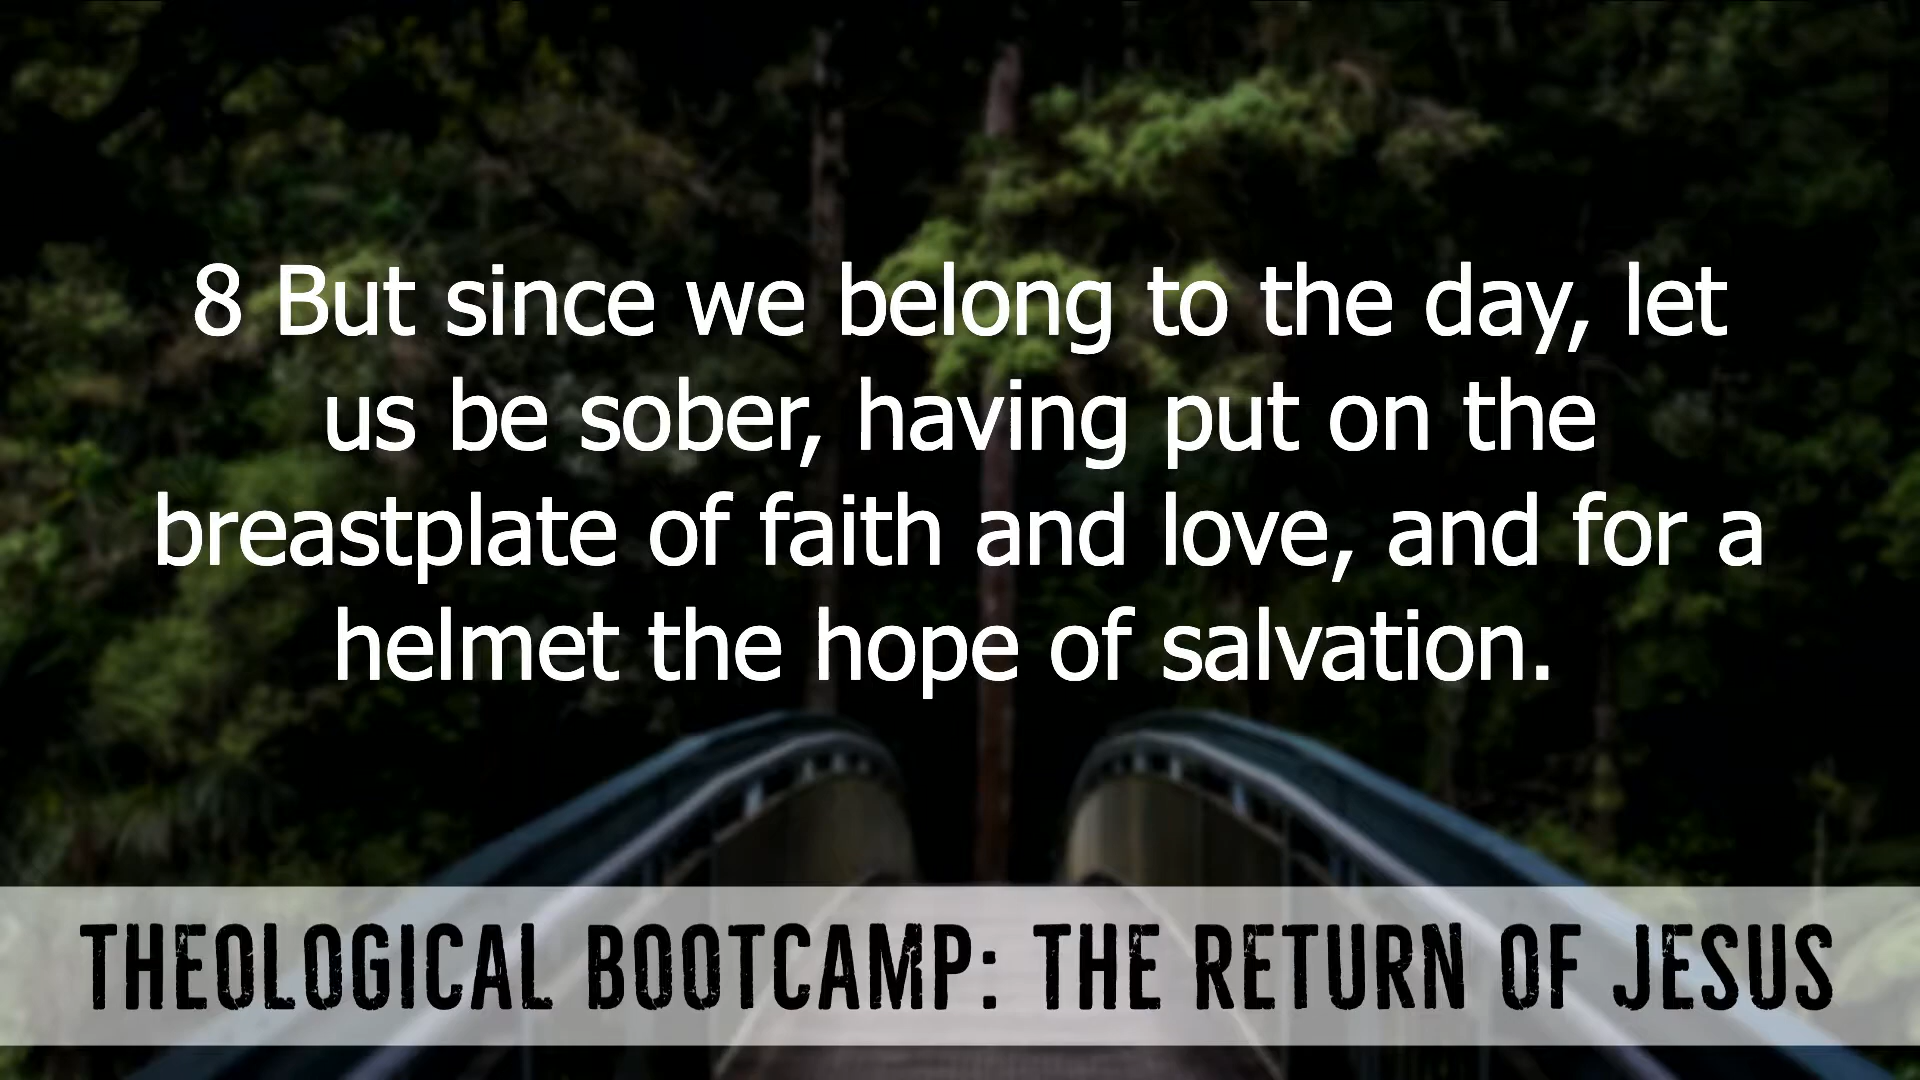 8 But since we belong to the day, let
us be sober, having put on the
breastplate of faith and love, and for a
helmet the hope of salvation.
THEOLOGICAL BOOTCAMP: THE RETURN OF JESUS